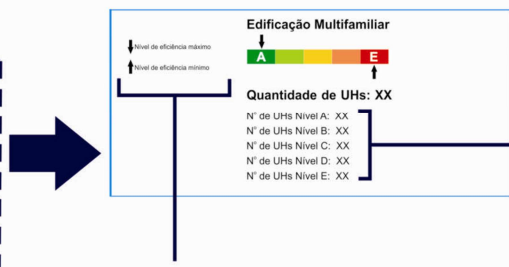 Nível de eficiência máximo
Nível de eficiência mínimo
Edificação Multifamiliar
A E
Quantidade de UHs: XX
N° de UHs Nível A: XX
N° de UHs Nível B: XX
N° de UHs Nível C: XX
N° de UHs Nível D: XX
N° de UHs Nível E: XX